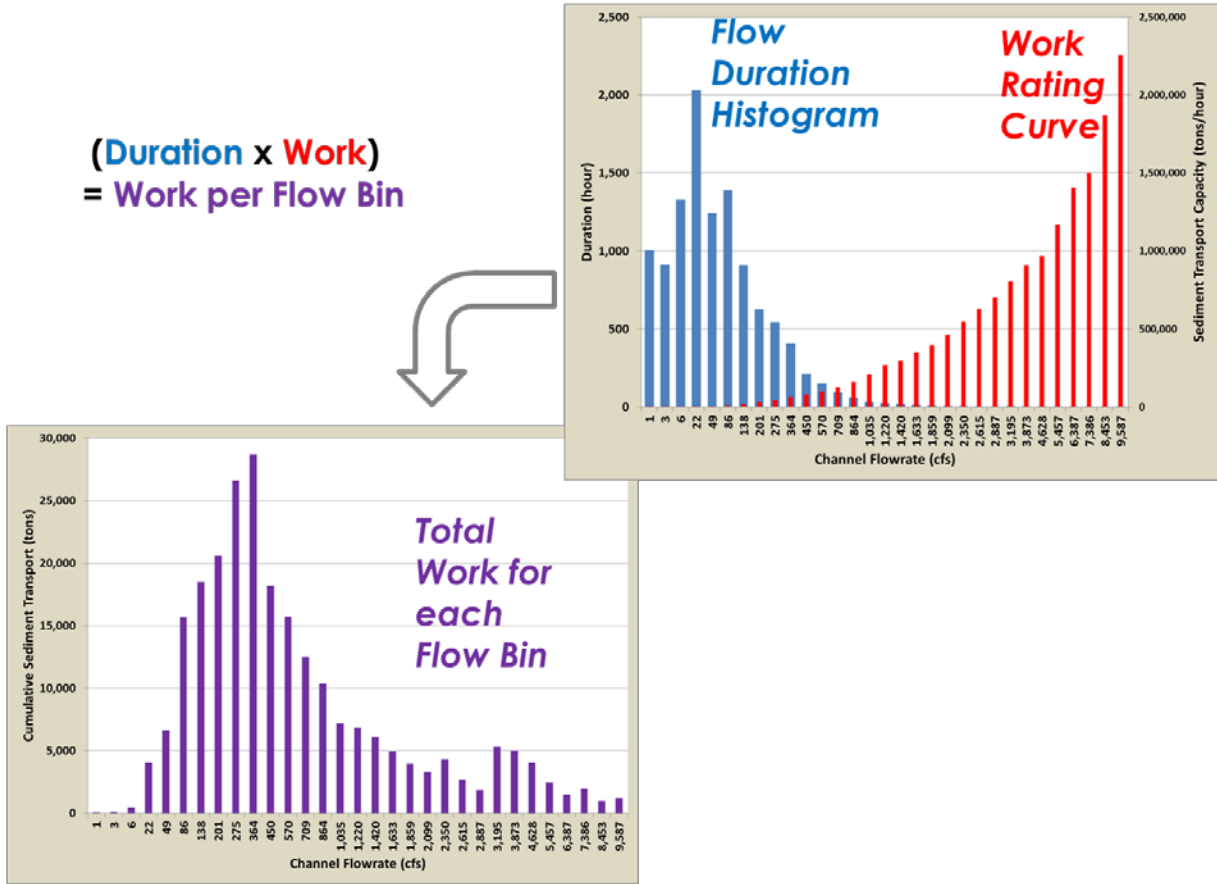 (Duration x Work)
= Work per Flow Bin
2,500
2,000
1,500
1,000
500
0
Duration (hour)
Flow
Duration
Histogram
Work
Rating
Curve
2,500,000
2,000,000
1,500,000
1,000,000
500,000
0
Sediment Transport Capacity (tons/hour)
1 3 6 22 49 86 138 201 275 364 450 570 709 864 1,035 1,220 1,420 1,633 1,859 2,099 2,350 2,615 2,887 3,195 3,873 4,628 5,457 6,387 7,386 8,453 9,587
Channel Flowrate (cfs)
30,000
25,000
20,000
15,000
10,000
5,000
0
Cumulative Sediment Transport (tons)
Total
Work for
each
Flow Bin
1 3 6 22 49 86 138 201 275 364 450 570 709 864 1,035 1,220 1,420 1,633 1,859 2,099 2,350 2,615 2,887 3,195 3,873 4,628 5,457 6,387 7,386 8,453 9,587
Channel Flowrate (cfs)